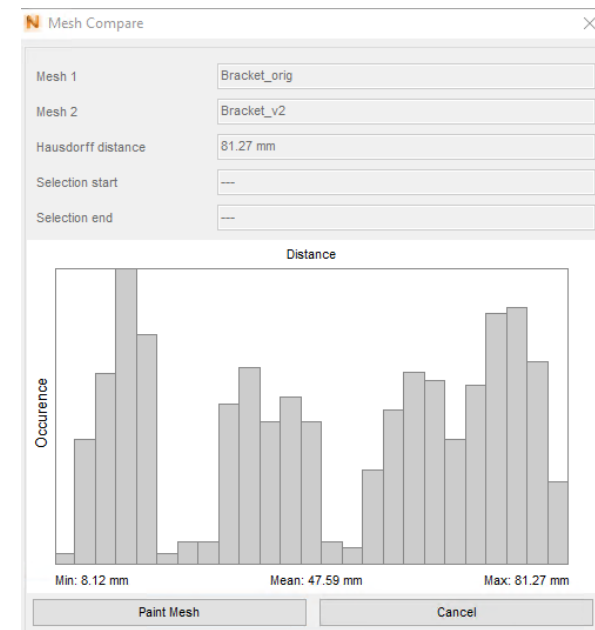 Mesh Compare
Mesh 1 Bracket_orig
Mesh 2 Bracket_v2
Hausdorff distance 81.27 mm
Selection start ---
Selection end ---
Distance
Occurence
Min: 8.12 mm Mean: 47.59 mm Max: 81.27 mm
Paint Mesh Cancel